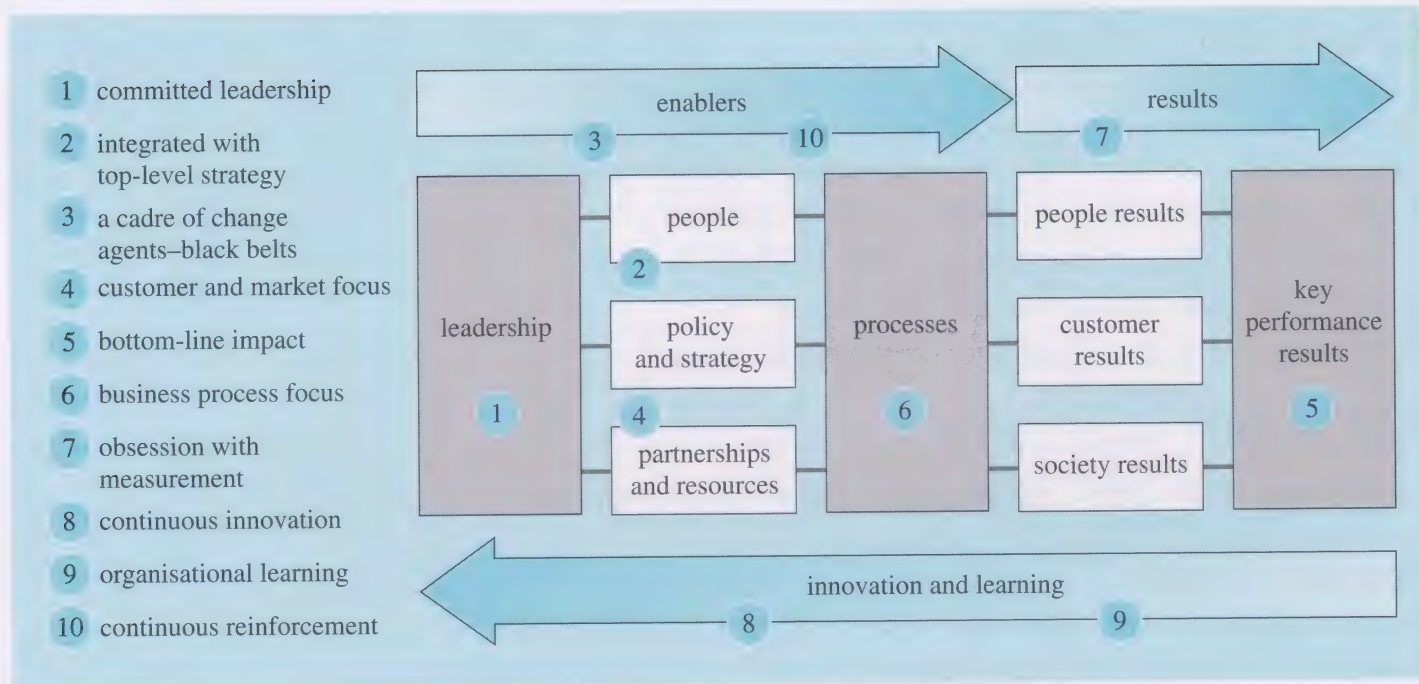 1 committed leadership
2 integrated with
top-level strategy
3 a cadre of change
agents–black belts
4 customer and market focus
5 bottom-line impact
6 business process focus
7 obsession with
measurement
8 continuous innovation
9 organisational learning
10 continuous reinforcement
enablers
3 10
results
7
leadership
1
people
2
policy
and strategy
4
partnerships
and resources
processes
6
people results
customer
results
society results
key
performance
results
5
innovation and learning
8 9